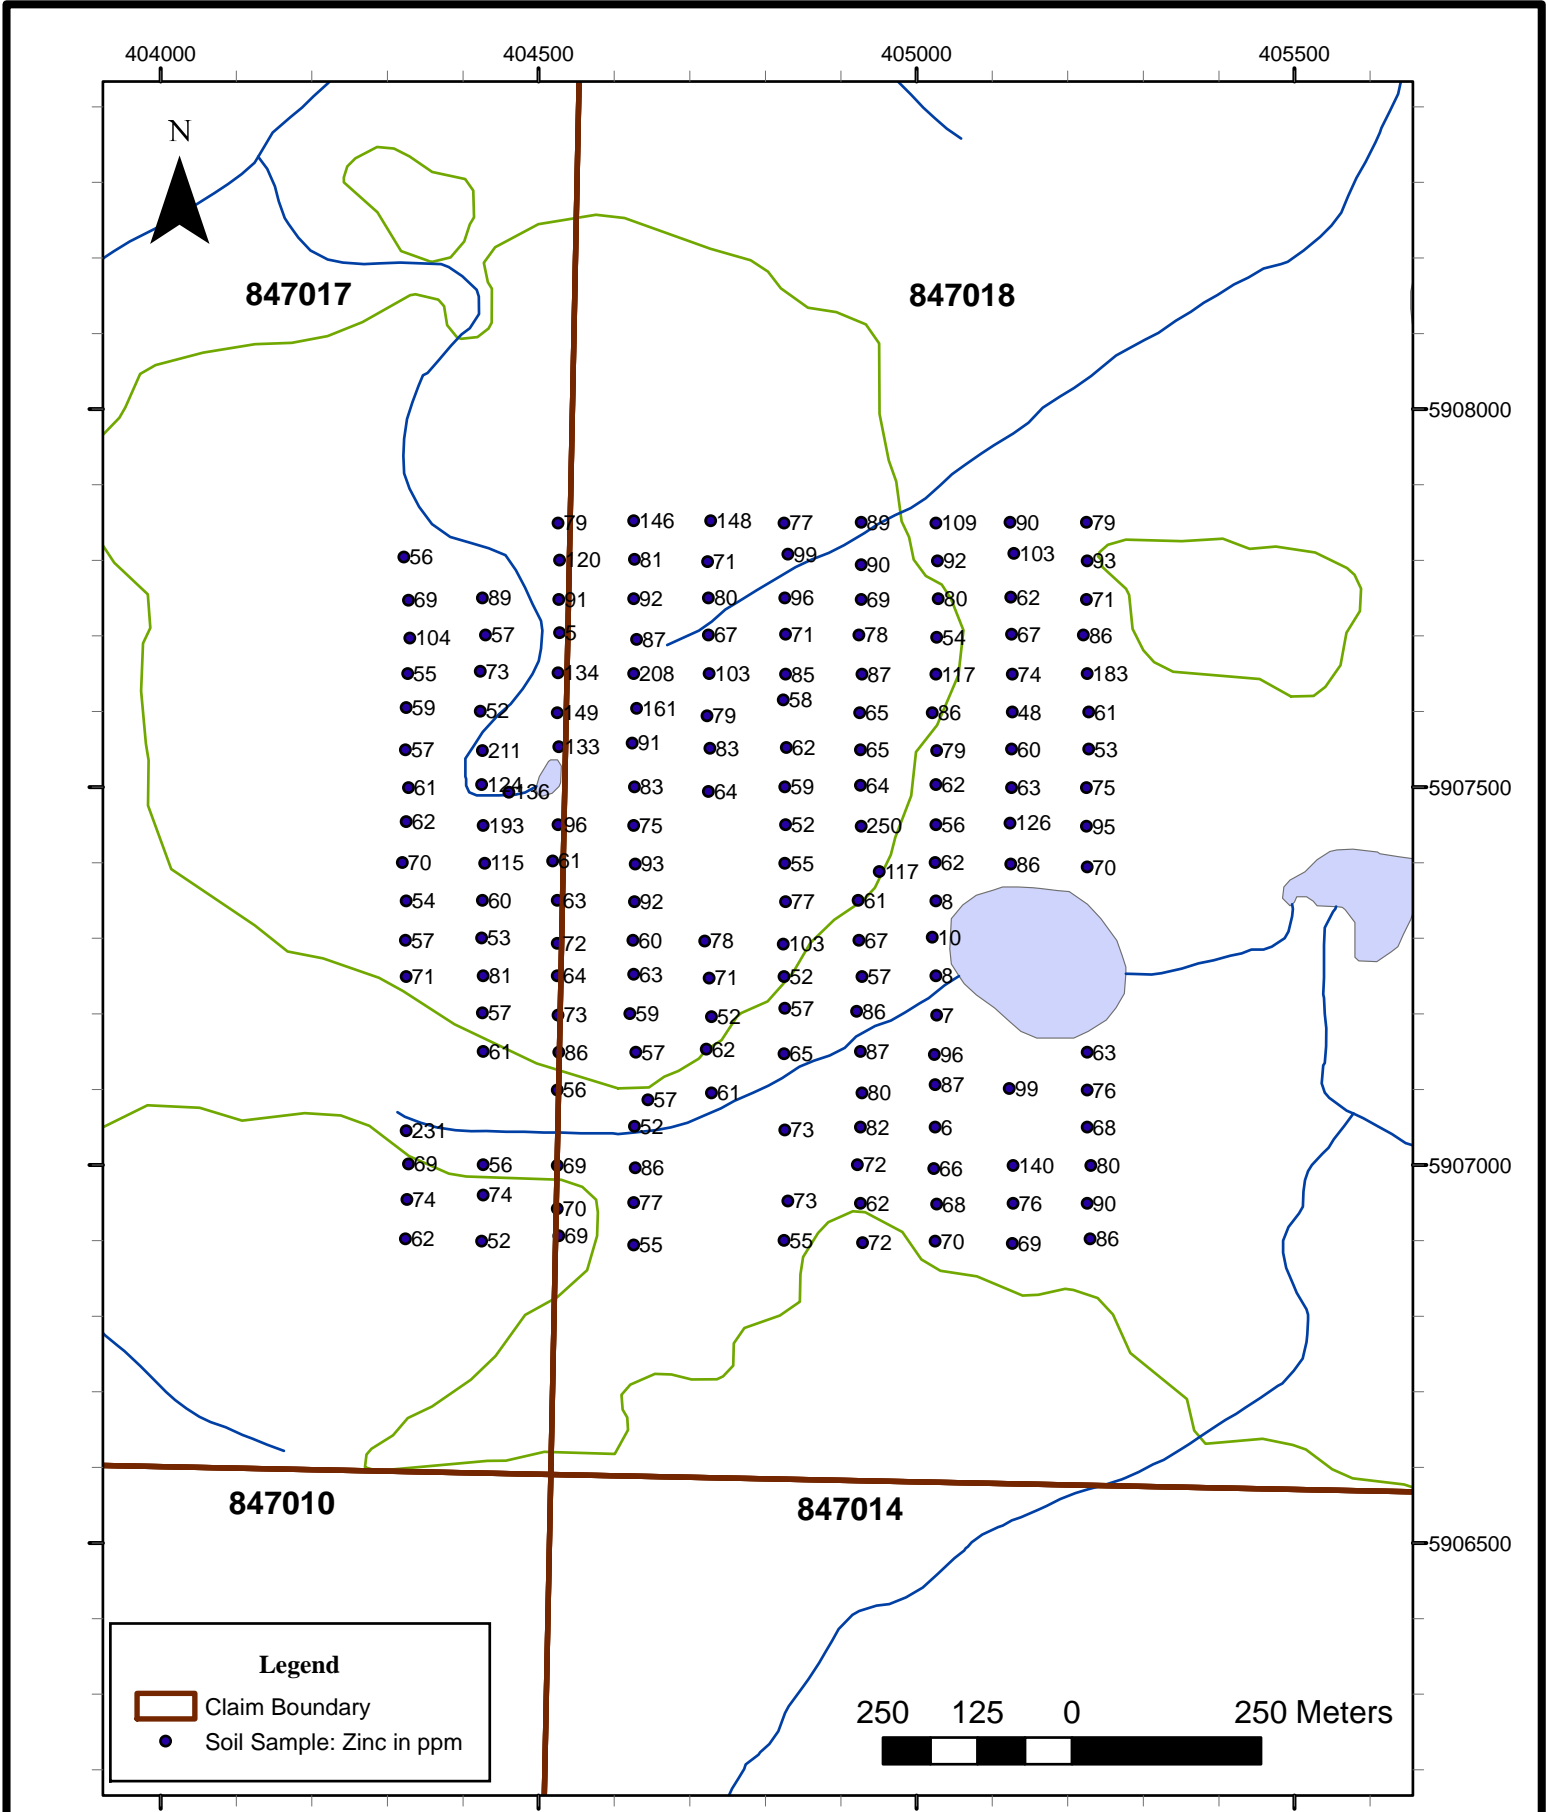 404000 404500 405000 405500
N
847017 847018
5908000
79 146 148 77 89 109 90 79
56 120 81 71 99 90 92 103 93
69 89 91 92 80 96 69 80 62 71
104 57 5 87 67 71 78 54 67 86
55 73 134 208 103 85 87 117 74 183
59 52 149 161 79 58 65 86 48 61
57 211 133 91 83 62 65 79 60 53
61 124 136 83 64 59 64 62 63 75
5907500
62 193 96 75 52 250 56 126 95
70 115 61 93 55 117 62 86 70
54 60 63 92 77 61 8
57 53 72 60 78 103 67 10
71 81 64 63 71 52 57 8
57 73 59 52 57 86 7
61 86 57 62 65 87 96 63
56 57 61 80 87 99 76
231 52 73 82 6 68
69 56 69 86 72 66 140 80
5907000
74 74 70 77 73 62 68 76 90
62 52 69 55 55 72 70 69 86
847010 847014
5906500
Legend
Claim Boundary
Soil Sample: Zinc in ppm
250 125 0 250 Meters